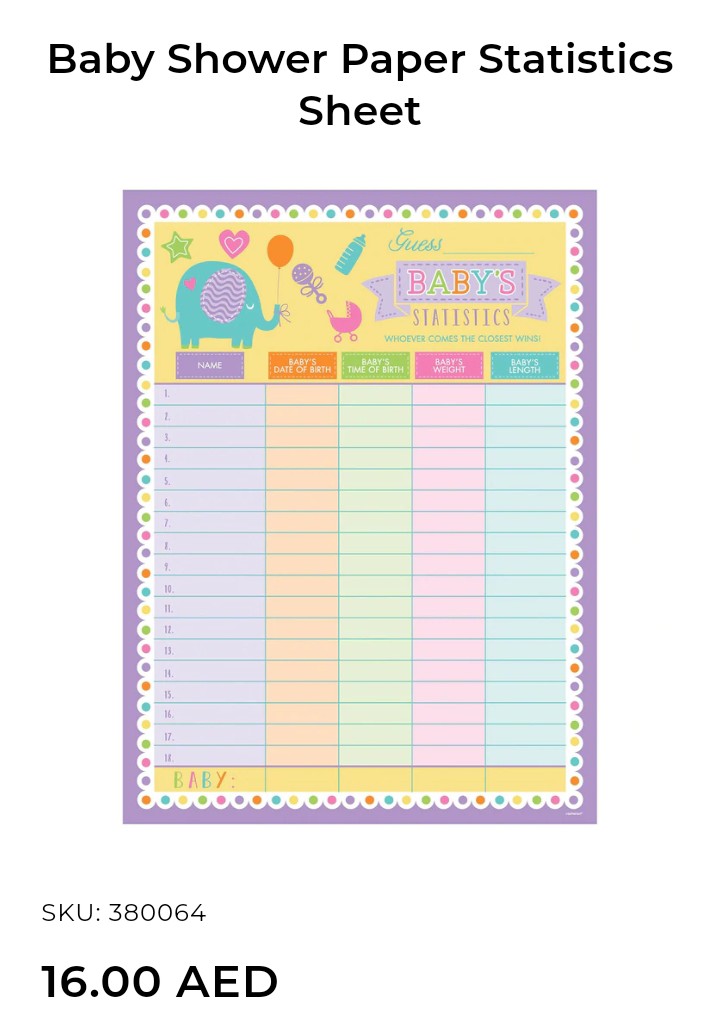 Baby Shower Paper Statistics
Sheet
Guess
BABY'S
STATISTICS
WHOEVER COMES THE CLOSEST WINS!
NAME
BABY'S
DATE OF BIRTH
BABY'S
TIME OF BIRTH
BABY'S
WEIGHT
BABY'S
LENGTH
1.
2.
3.
4.
5.
6.
7.
8.
9.
10.
11.
12.
13.
14.
15.
16.
17.
18.
BABY:
SKU: 380064
16.00 AED